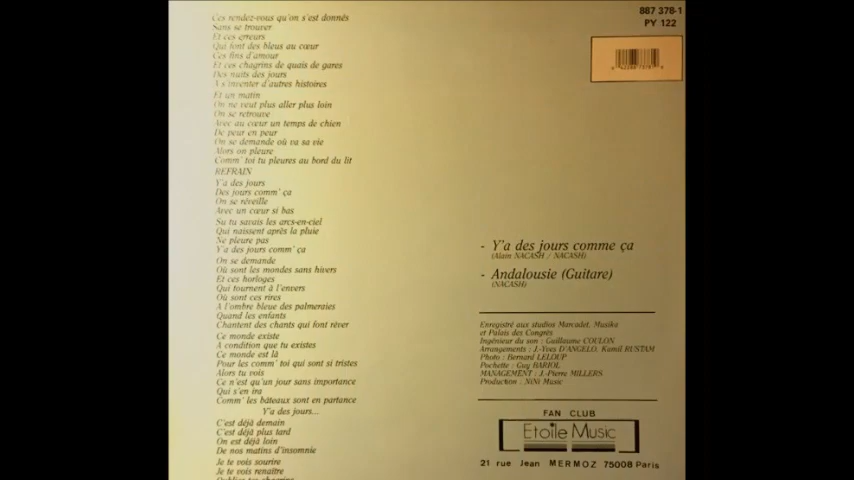 Ces rendez-vous qu'on s'est donnés
Sans se trouver
Et ces erreurs
Qui font des bleus au cœur
Ces fins d'amour
Et ces chagrins de quais de gares
Des nuits des jours
A s'inventer d'autres histoires
Et un matin
On ne veut plus aller plus loin
On se retrouve
Avec au cœur un temps de chien
De peur en peur
On se demande où va sa vie
Alors on pleure
Comm' toi tu pleures au bord du lit
REFRAIN
Y'a des jours
Des jours comm' ça
On se réveille
Avec un cœur si bas
Su tu savais les arcs-en-ciel
Qui naissent après la pluie
Ne pleure pas
Y'a des jours comm' ça
On se demande
Où sont les mondes sans hivers
Et ces horloges
Qui tournent à l'envers
Où sont ces rires
A l'ombre bleue des palmeraies
Quand les enfants
Chantent des chants qui font rêver
Ce monde existe
A condition que tu existes
Ce monde est là
Pour les comm' toi qui sont si tristes
Alors tu vois
Ce n'est qu'un jour sans importance
Qui s'en ira
Comm' les bâteaux sont en partance
Y'a des jours...
C'est déjà demain
C'est déjà plus tard
On est déjà loin
De nos matins d'insomnie
Je te vois sourire
Je te vois renaître
Oublier tes chagrins
887 378-1
PY 122
- Y'a des jours comme ça
(Alain NACASH / NACASH)
- Andalousie (Guitare)
(NACASH)
Enregistré aux studios Marcadet, Musika
et Palais des Congrès
Ingénieur du son : Guillaume COULON
Arrangements : J.-Yves D'ANGELO, Kamil RUSTAM
Photo : Bernard LELOUP
Pochette : Guy BARIOL
MANAGEMENT : J.-Pierre MILLERS
Production : NiNi Music
FAN CLUB
Etoile Music
21 rue Jean MERMOZ 75008 Paris